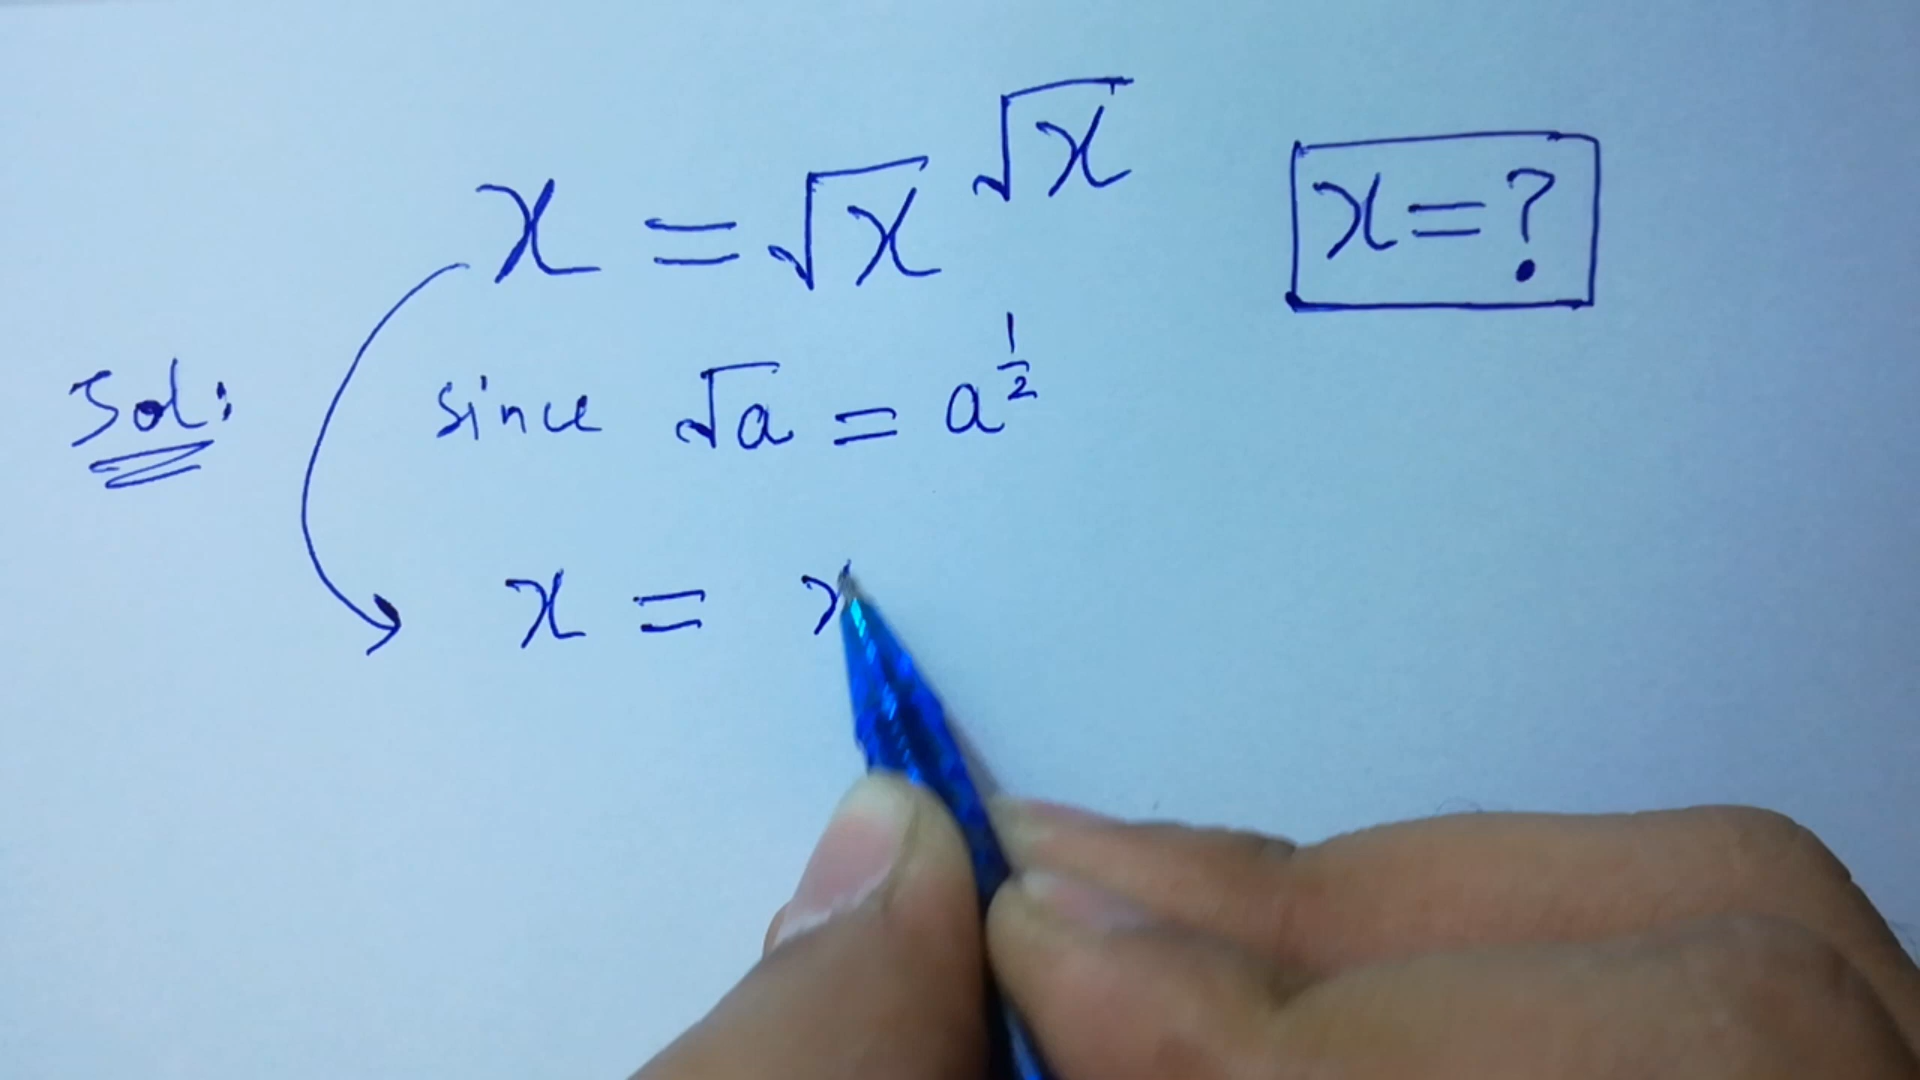 x = √x^√x
x = ?
Sol:
since √a = a^1/2
x = x